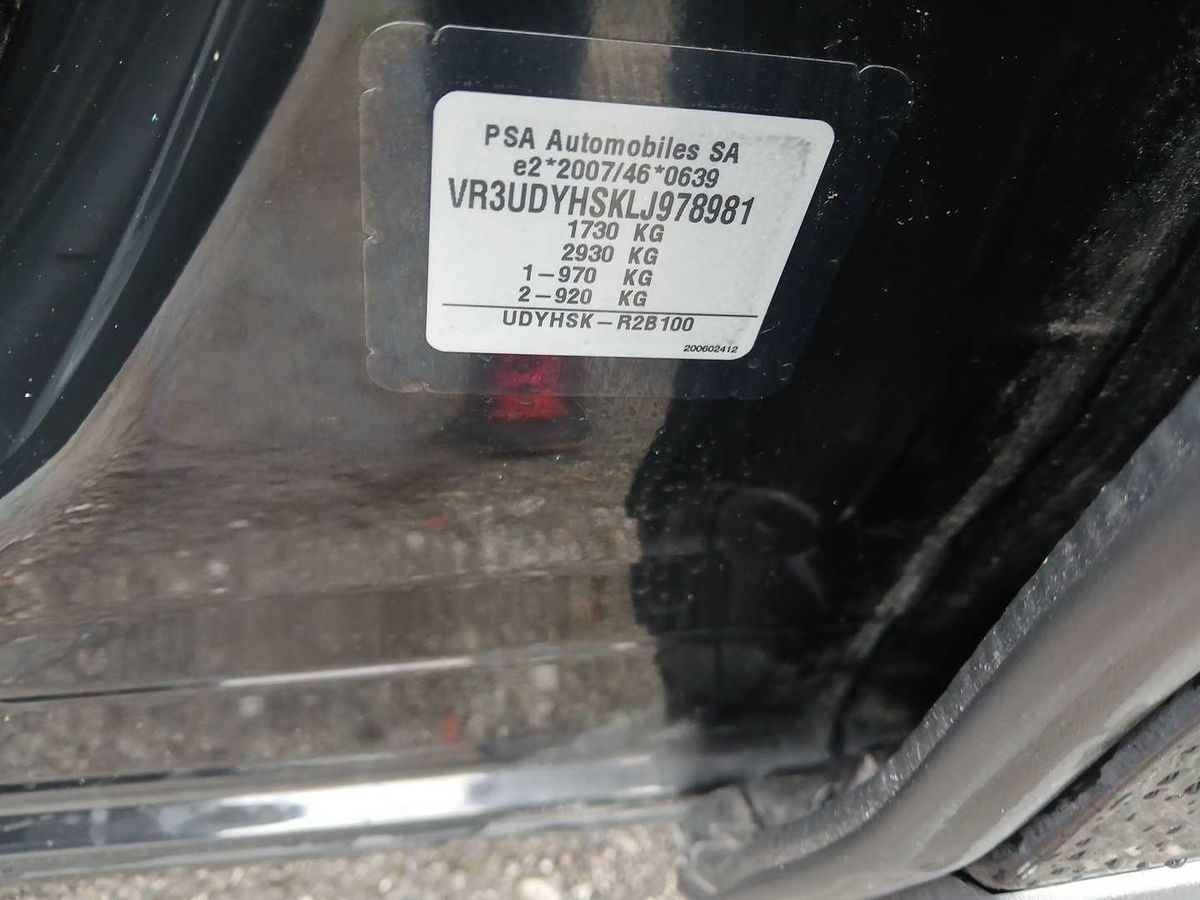 PSA Automobiles SA
e2*2007/46*0639
VR3UDYHSKLJ978981
1730 KG
2930 KG
1-970 KG
2-920 KG
UDYHSK-R2B100
200602412